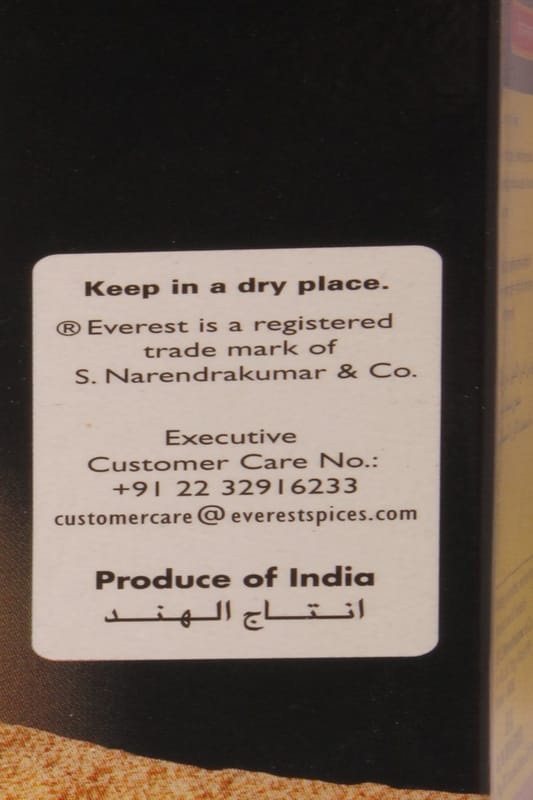 Keep in a dry place.
® Everest is a registered
trade mark of
S. Narendrakumar & Co.
Executive
Customer Care No.:
+91 22 32916233
customercare@everestspices.com
Produce of India
انتاج الهند